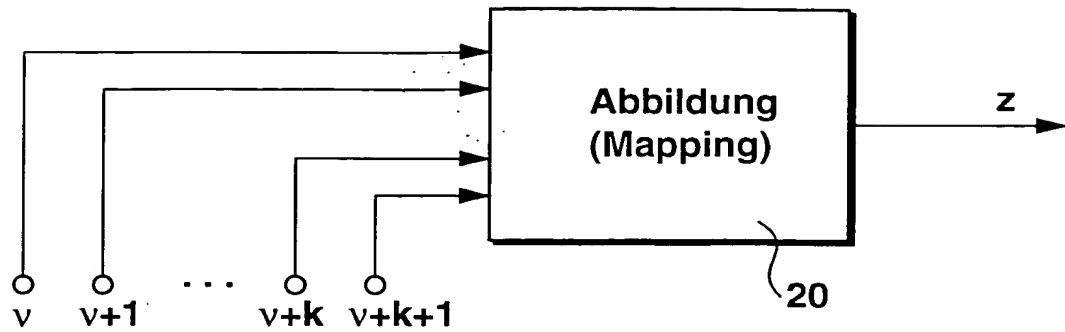 Abbildung
(Mapping)
z
20
ν ν+1 ... ν+k ν+k+1